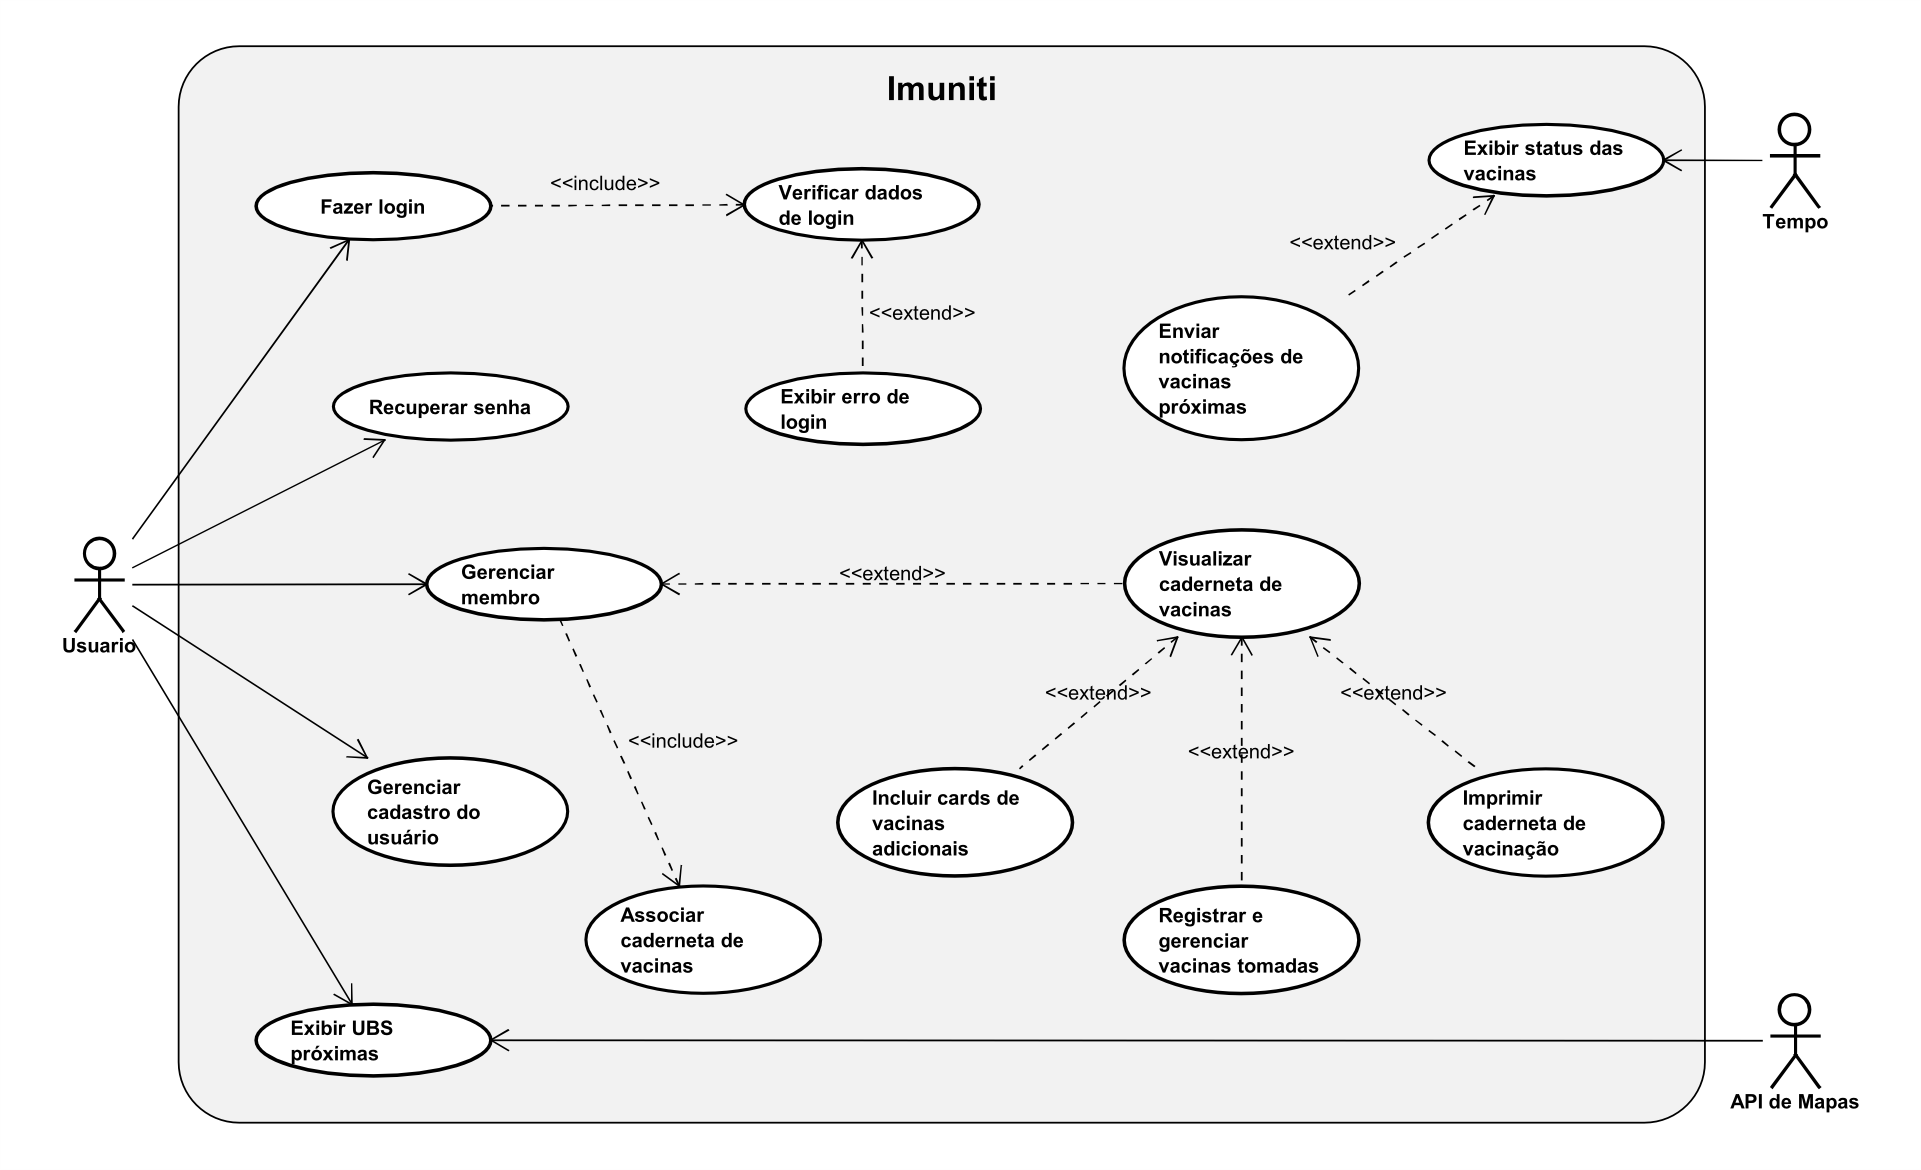 Imuniti
Exibir status das
vacinas
Tempo
Fazer login
<<include>>
Verificar dados
de login
<<extend>>
<<extend>>
Enviar
notificações de
vacinas
próximas
Recuperar senha
Exibir erro de
login
Usuario
Gerenciar
membro
<<extend>>
Visualizar
caderneta de
vacinas
<<extend>>
<<extend>>
<<extend>>
<<include>>
Gerenciar
cadastro do
usuário
Incluir cards de
vacinas
adicionais
Imprimir
caderneta de
vacinação
Associar
caderneta de
vacinas
Registrar e
gerenciar
vacinas tomadas
Exibir UBS
próximas
API de Mapas